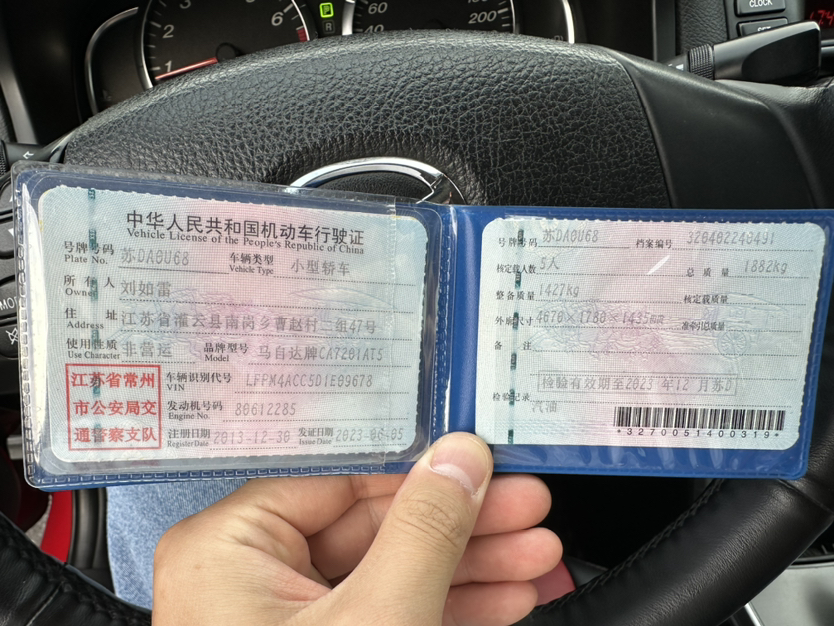 中华人民共和国机动车行驶证
Vehicle License of the People's Republic of China
号牌号码 苏DA0U68 车辆类型 小型轿车
Plate No. Vehicle Type
所有人 刘如雷
Owner
住址 江苏省灌云县南岗乡曹赵村二组47号
Address
使用性质 非营运 品牌型号 马自达牌CA7201AT5
Use Character Model
江苏省常州
市公安局交
通警察支队
车辆识别代号 LFPM4ACC5D1E09678
VIN
发动机号码 80612285
Engine No.
注册日期 2013-12-30 发证日期 2023-06-05
Register Date Issue Date
号牌号码 苏DA0U68 档案编号 320402240491
核定载人数 5人 总质量 1882kg
整备质量 1427kg 核定载质量 --
外廓尺寸 4670×1780×1435mm 准牵引总质量 --
备注
检验有效期至2023年12月苏D
检验记录
汽油
*3270051400319*
1
2
6
R
40
60
200
CLOCK